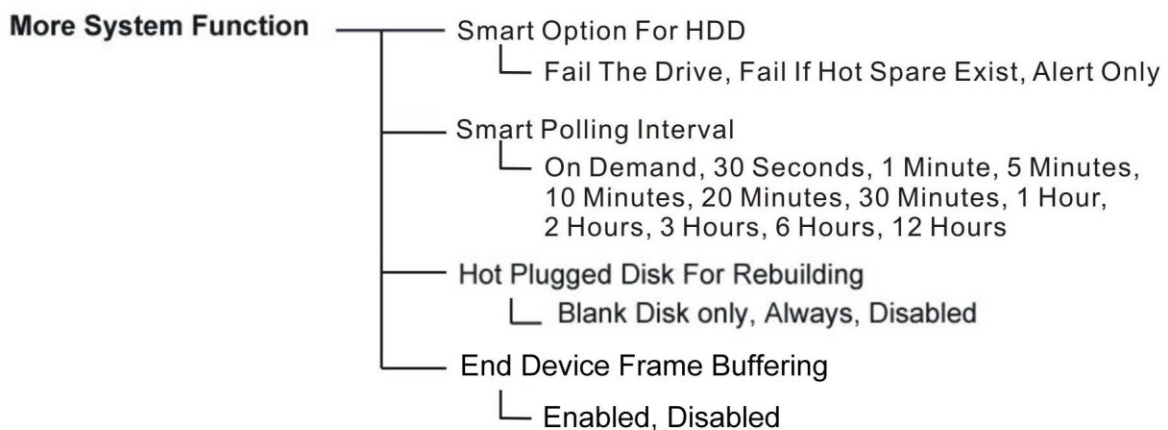 More System Function
Smart Option For HDD
Fail The Drive, Fail If Hot Spare Exist, Alert Only
Smart Polling Interval
On Demand, 30 Seconds, 1 Minute, 5 Minutes,
10 Minutes, 20 Minutes, 30 Minutes, 1 Hour,
2 Hours, 3 Hours, 6 Hours, 12 Hours
Hot Plugged Disk For Rebuilding
Blank Disk only, Always, Disabled
End Device Frame Buffering
Enabled, Disabled